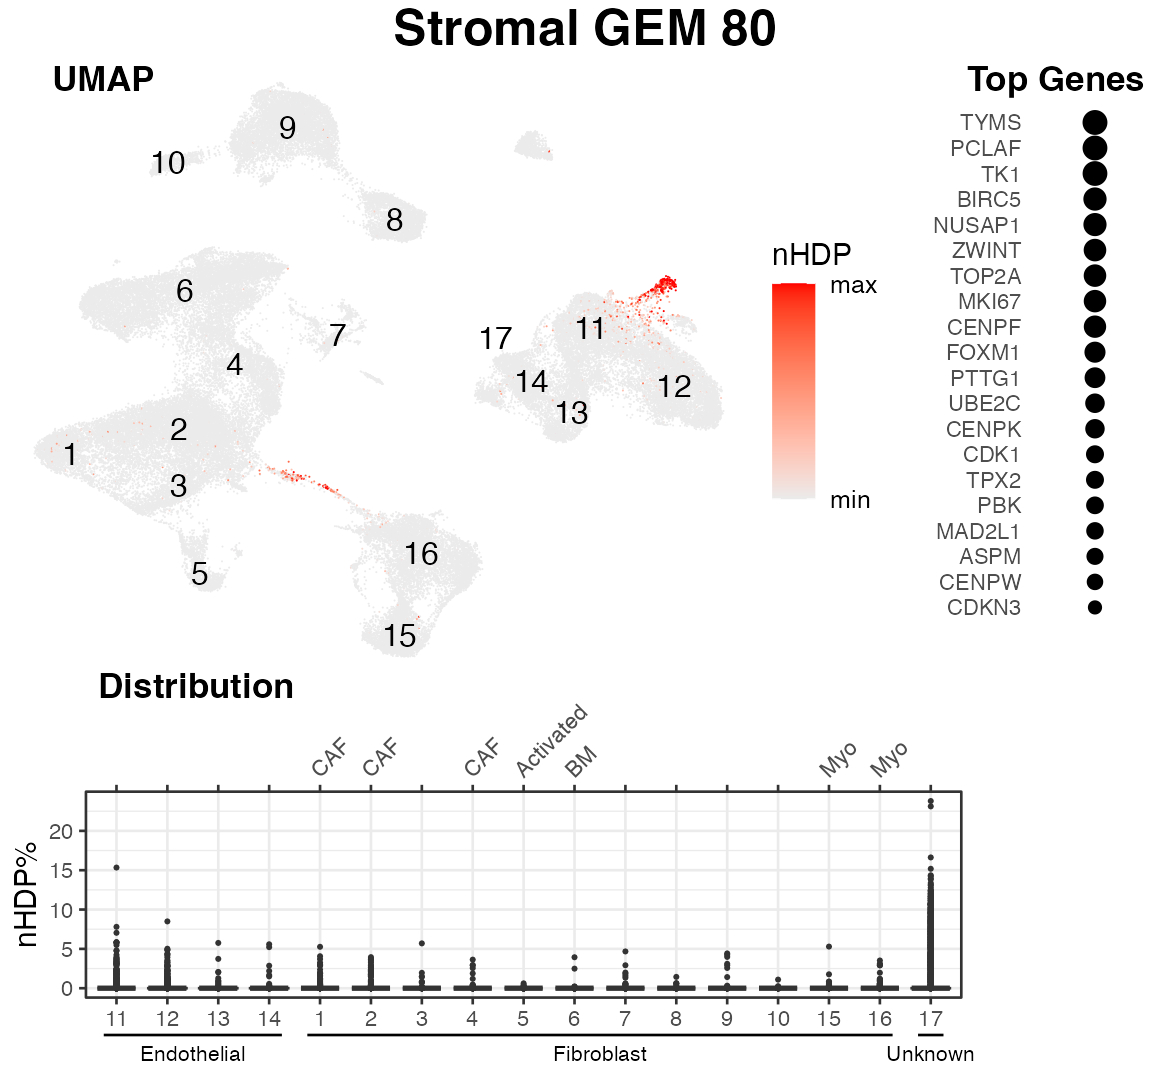 Stromal GEM 80
UMAP
9
10
8
6
7
4
2
1
3
5
16
15
17
11
14
12
13
nHDP
max
min
Top Genes
TYMS
PCLAF
TK1
BIRC5
NUSAP1
ZWINT
TOP2A
MKI67
CENPF
FOXM1
PTTG1
UBE2C
CENPK
CDK1
TPX2
PBK
MAD2L1
ASPM
CENPW
CDKN3
Distribution
CAF CAF CAF Activated BM Myo Myo
nHDP%
20
15
10
5
0
11 12 13 14 1 2 3 4 5 6 7 8 9 10 15 16 17
Endothelial Fibroblast Unknown